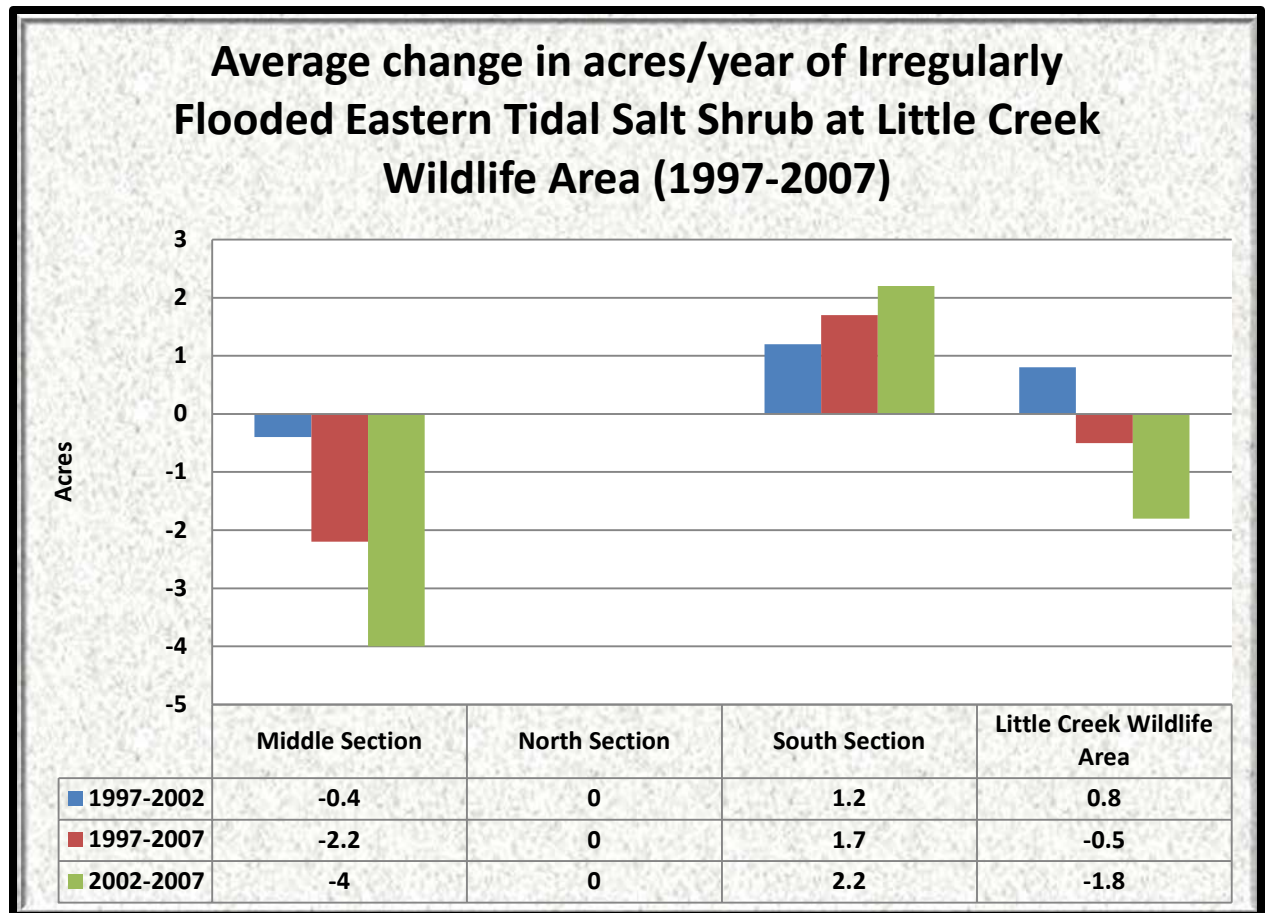 Average change in acres/year of Irregularly
Flooded Eastern Tidal Salt Shrub at Little Creek
Wildlife Area (1997-2007)
3
2
1
0
-1
-2
-3
-4
-5
Acres
Middle Section North Section South Section Little Creek Wildlife
Area
1997-2002 -0.4 0 1.2 0.8
1997-2007 -2.2 0 1.7 -0.5
2002-2007 -4 0 2.2 -1.8